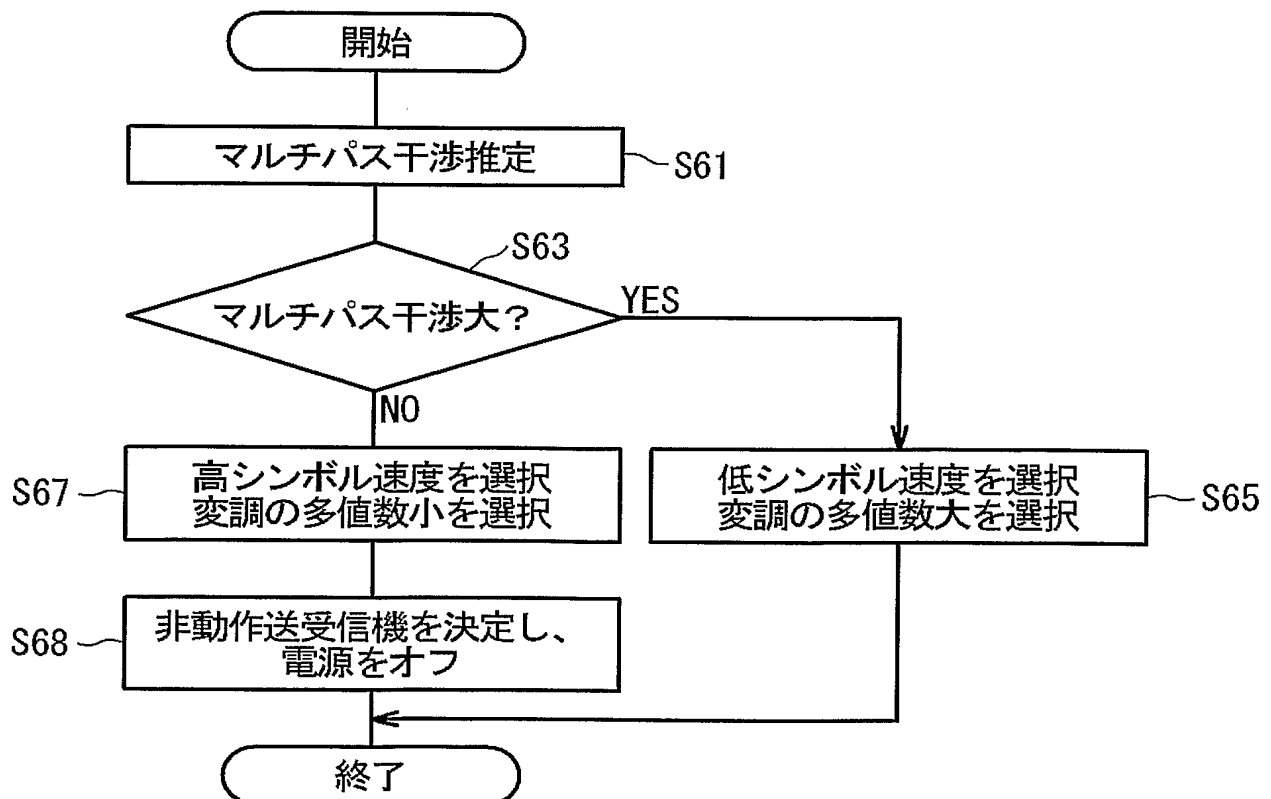 開始
マルチパス干渉推定
S61
S63
マルチパス干渉大？
YES
NO
S67
高シンボル速度を選択
変調の多値数小を選択
低シンボル速度を選択
変調の多値数大を選択
S65
S68
非動作送受信機を決定し、
電源をオフ
終了